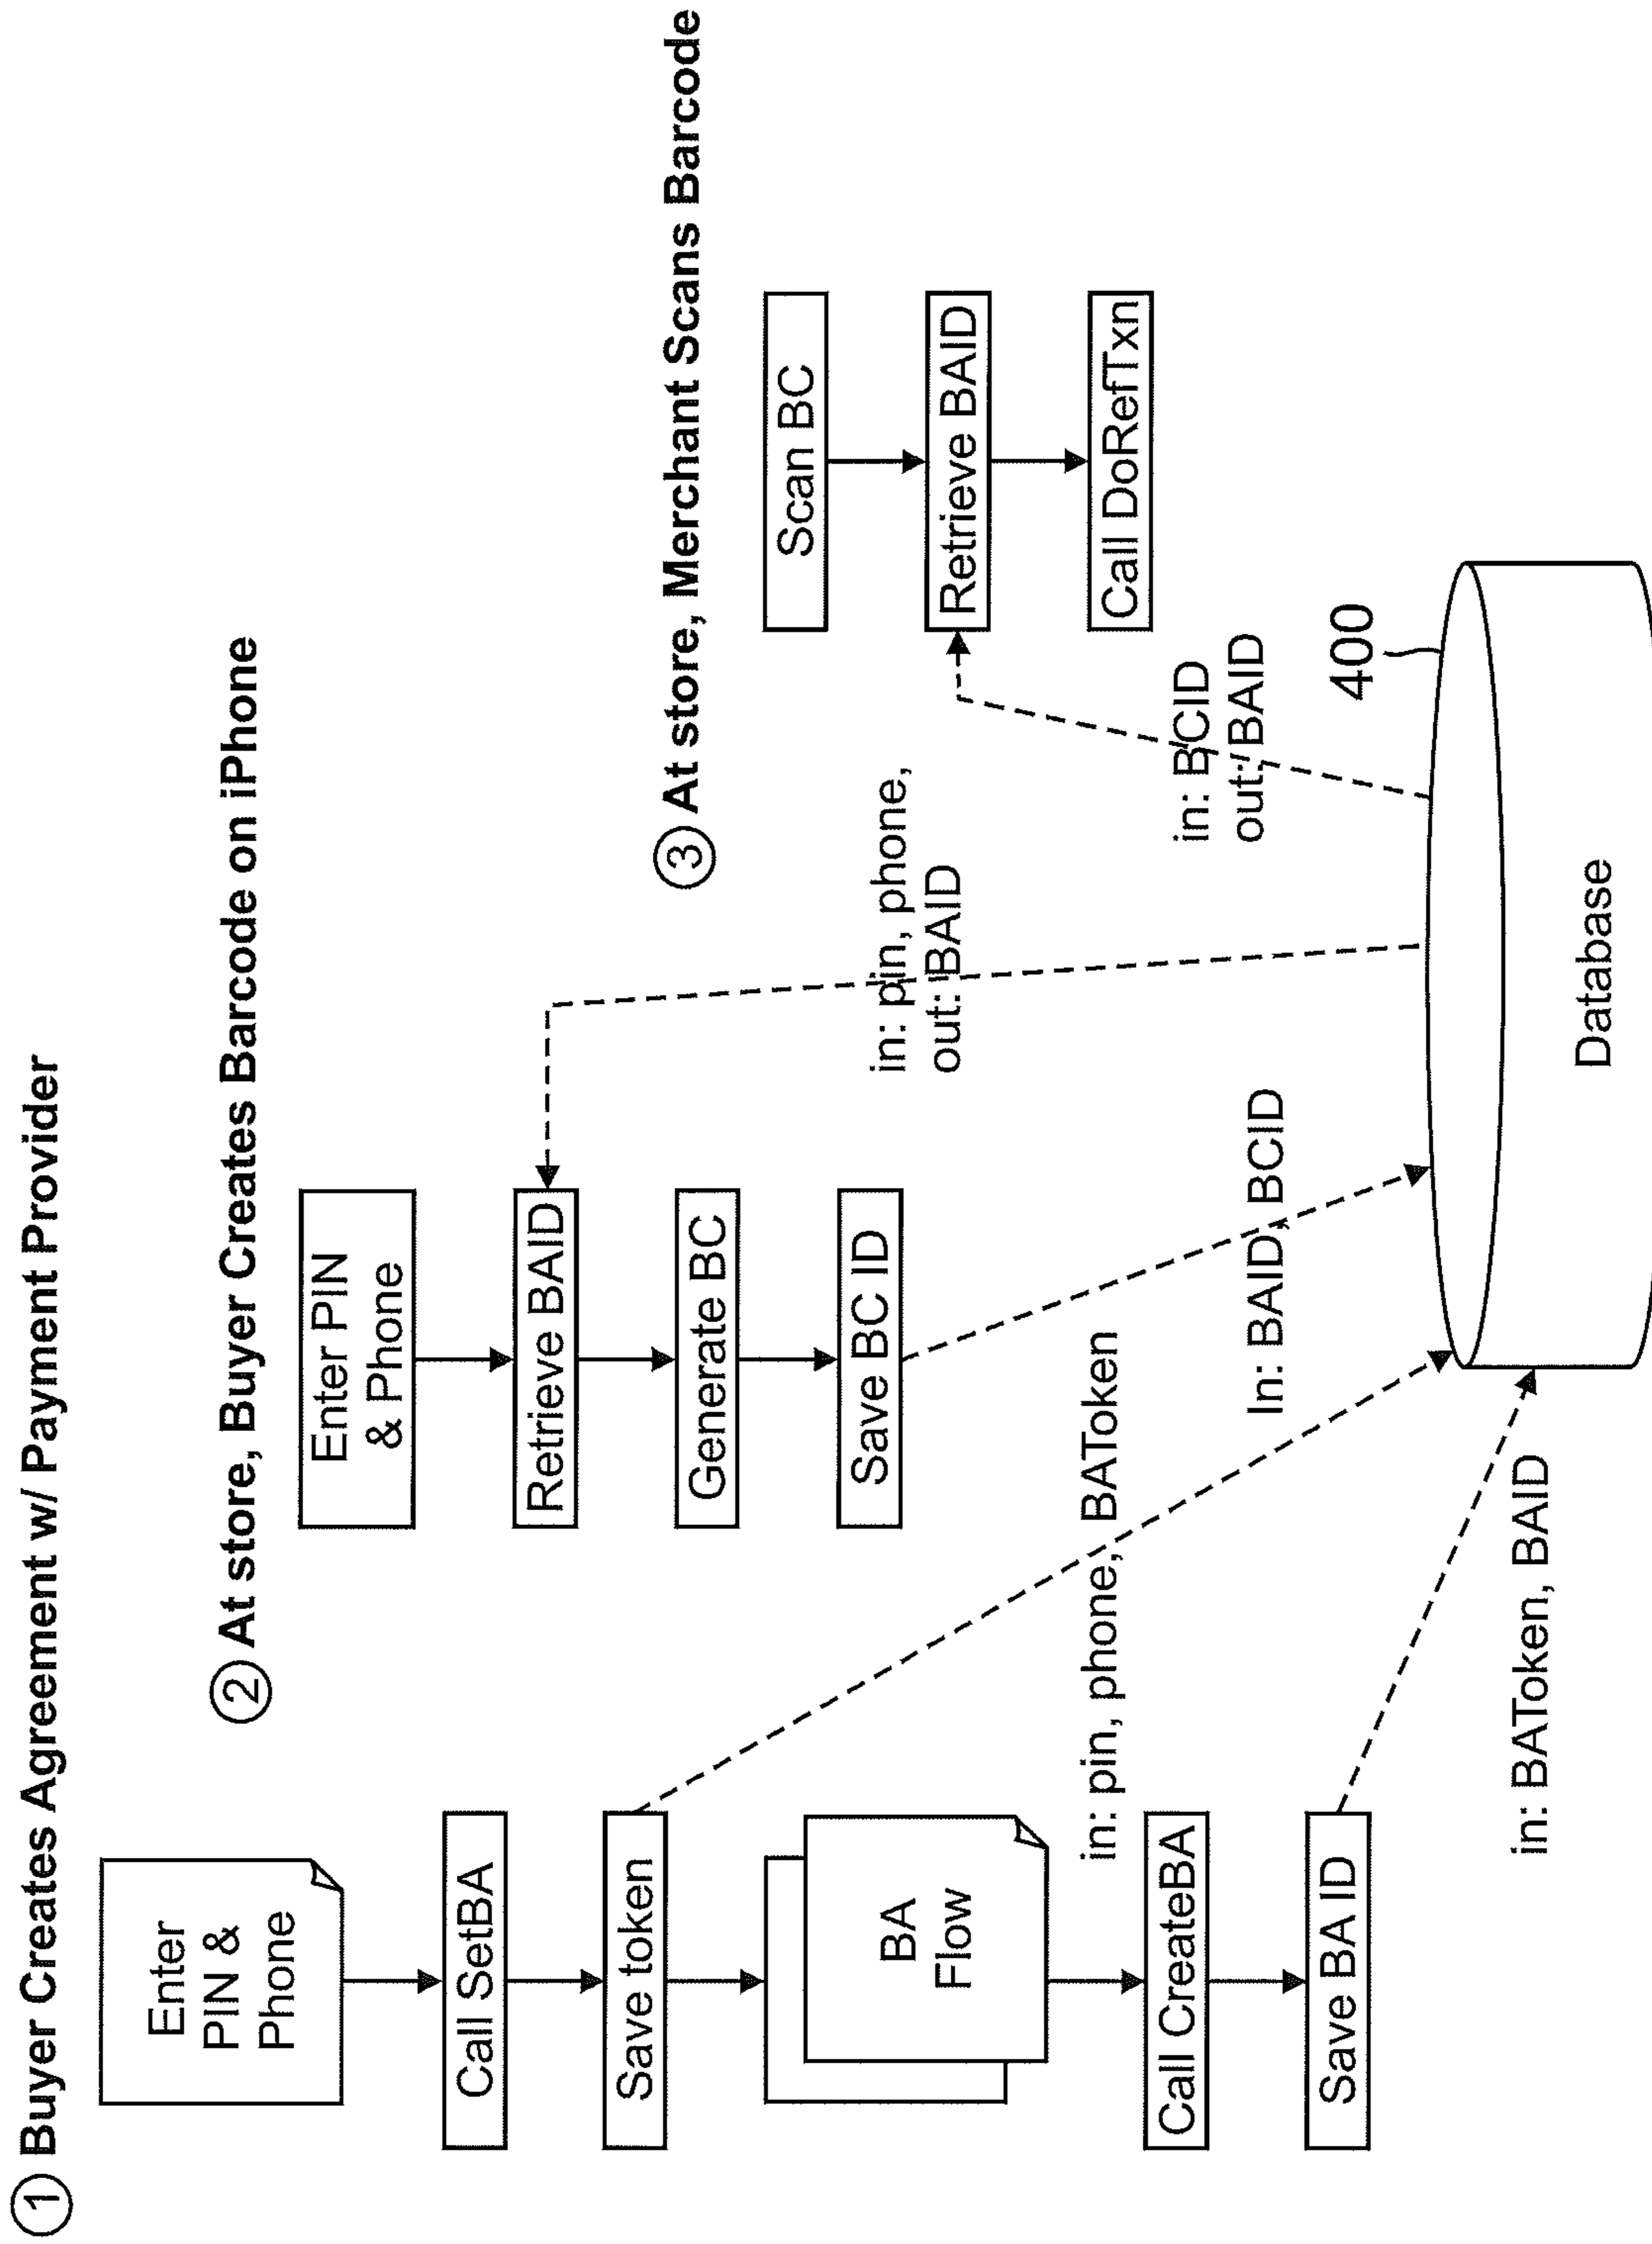 ① Buyer Creates Agreement w/ Payment Provider
Enter
PIN &
Phone
Call SetBA
Save token
BA
Flow
Call CreateBA
Save BA ID
in: pin, phone, BAToken
in: BAToken, BAID
② At store, Buyer Creates Barcode on iPhone
Enter PIN
& Phone
Retrieve BAID
Generate BC
Save BC ID
In: BAID, BCID
in: pin, phone,
out: BAID
③ At store, Merchant Scans Barcode
Scan BC
Retrieve BAID
Call DoRefTxn
in: BCID
out: BAID
400
Database